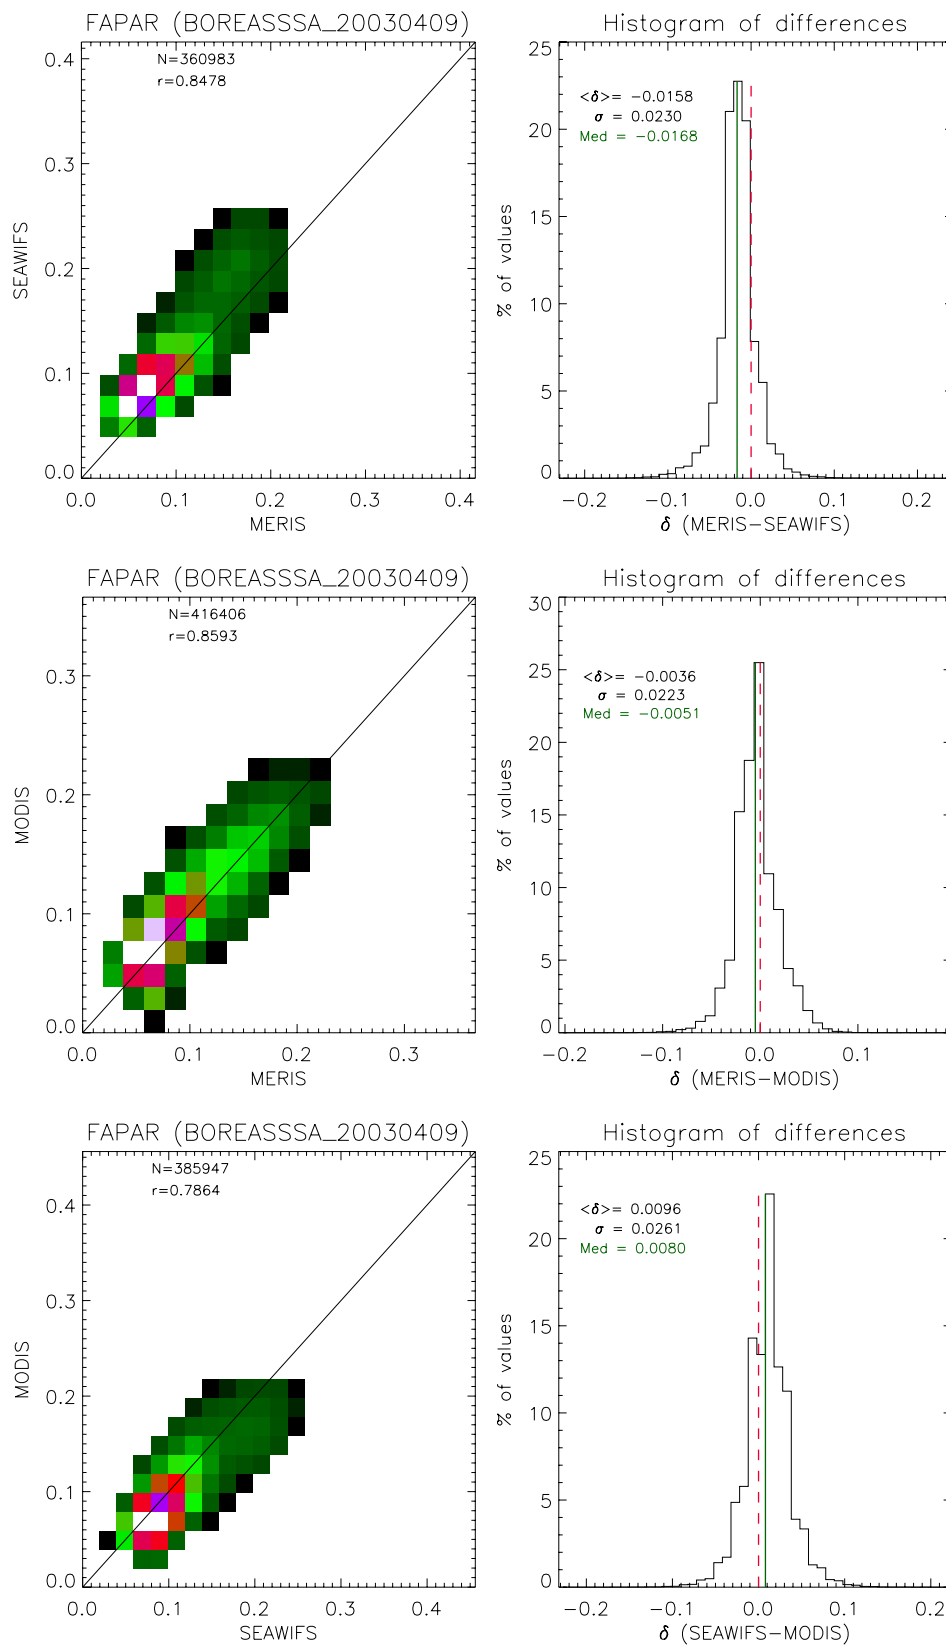 FAPAR (BOREASSSA_20030409)
N=360983
r=0.8478
0.4
0.3
0.2
0.1
0.0
SEAWIFS
0.0 0.1 0.2 0.3 0.4
MERIS
Histogram of differences
<δ>= −0.0158
σ = 0.0230
Med = −0.0168
25
20
15
10
5
0
% of values
−0.2 −0.1 0.0 0.1 0.2
δ (MERIS−SEAWIFS)
FAPAR (BOREASSSA_20030409)
N=416406
r=0.8593
0.3
0.2
0.1
0.0
MODIS
0.0 0.1 0.2 0.3
MERIS
Histogram of differences
<δ>= −0.0036
σ = 0.0223
Med = −0.0051
30
25
20
15
10
5
0
% of values
−0.2 −0.1 0.0 0.1
δ (MERIS−MODIS)
FAPAR (BOREASSSA_20030409)
N=385947
r=0.7864
0.4
0.3
0.2
0.1
0.0
MODIS
0.0 0.1 0.2 0.3 0.4
SEAWIFS
Histogram of differences
<δ>= 0.0096
σ = 0.0261
Med = 0.0080
25
20
15
10
5
0
% of values
−0.2 −0.1 0.0 0.1 0.2
δ (SEAWIFS−MODIS)